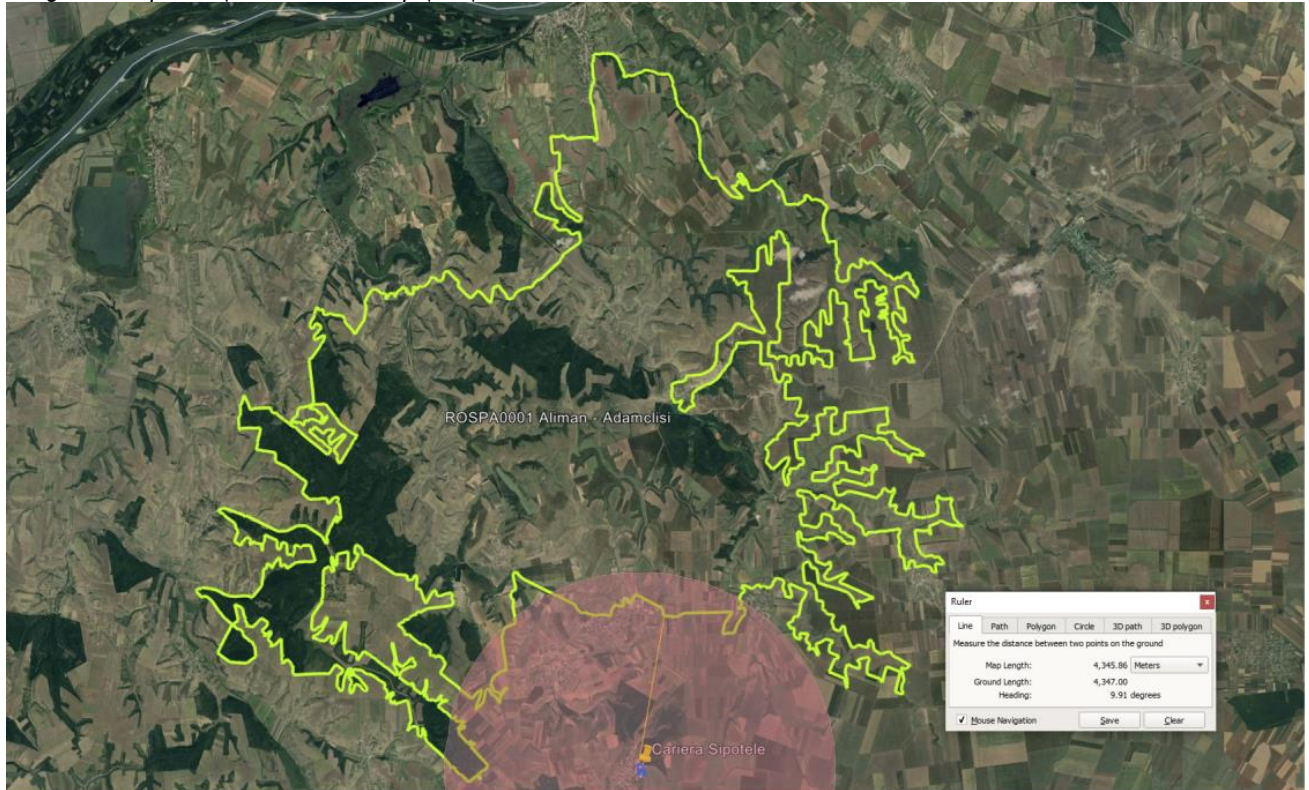 ROSPA0001 Aliman - Adamclisi
Ruler
x
Line Path Polygon Circle 3D path 3D polygon
Measure the distance between two points on the ground
Map Length: 4,345.86 Meters
Ground Length: 4,347.00
Heading: 9.91 degrees
Mouse Navigation Save Clear
Cariera Sipotele